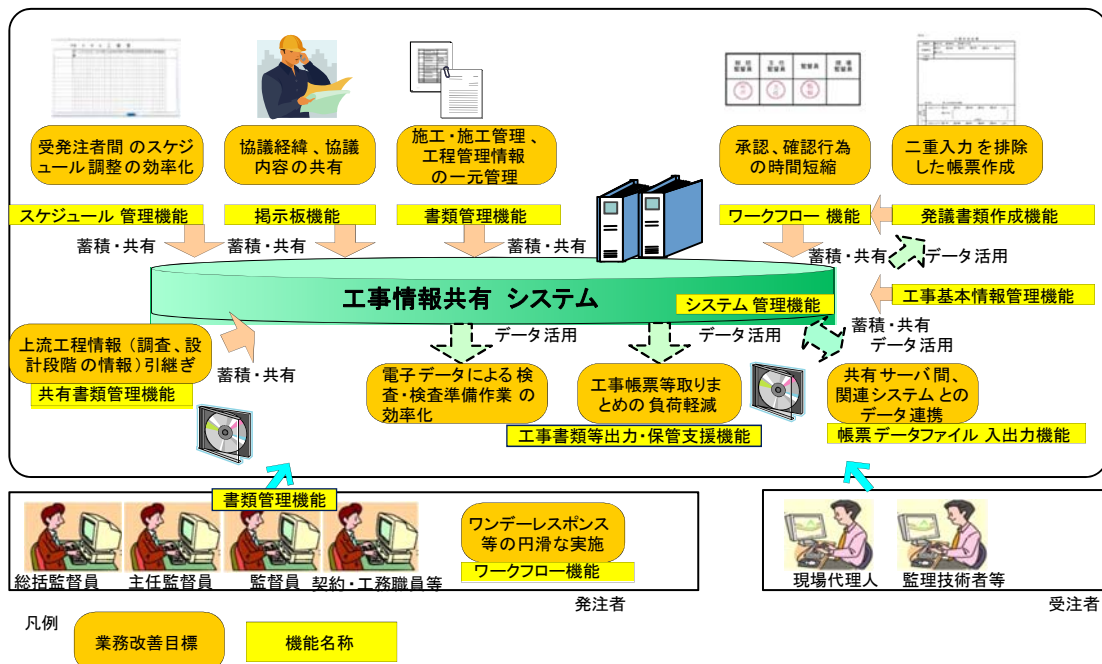 総括監督員 主任監督員 監督員 現場監督員
受発注者間 のスケジ
ュール調整の効率化
協議経緯、協議
内容の共有
施工・施工管理、
工程管理情報
の一元管理
承認、確認行為
の時間短縮
二重入力を排除
した帳票作成
スケジュール 管理機能
掲示板機能
書類管理機能
ワークフロー 機能
発議書類作成機能
蓄積・共有
蓄積・共有
蓄積・共有
蓄積・共有
データ活用
工事情報共有 システム
システム 管理機能
工事基本情報管理機能
蓄積・共有
データ活用
データ活用
データ活用
上流工程情報(調査、設
計段階 の情報)引継ぎ
共有書類管理機能
蓄積・共有
電子データによる 検
査・検査準備作業 の
効率化
工事帳票等取りま
とめの 負荷軽減
共有サーバ 間、
関連システム との
データ 連携
工事書類等出力・保管支援機能
帳票 データファイル 入出力機能
書類管理機能
ワンデーレスポンス
等の円滑な実施
ワークフロー機能
総括監督員
主任監督員
監督員
契約・工務職員等
現場代理人
監理技術者等
発注者
受注者
凡例
業務改善目標
機能名称